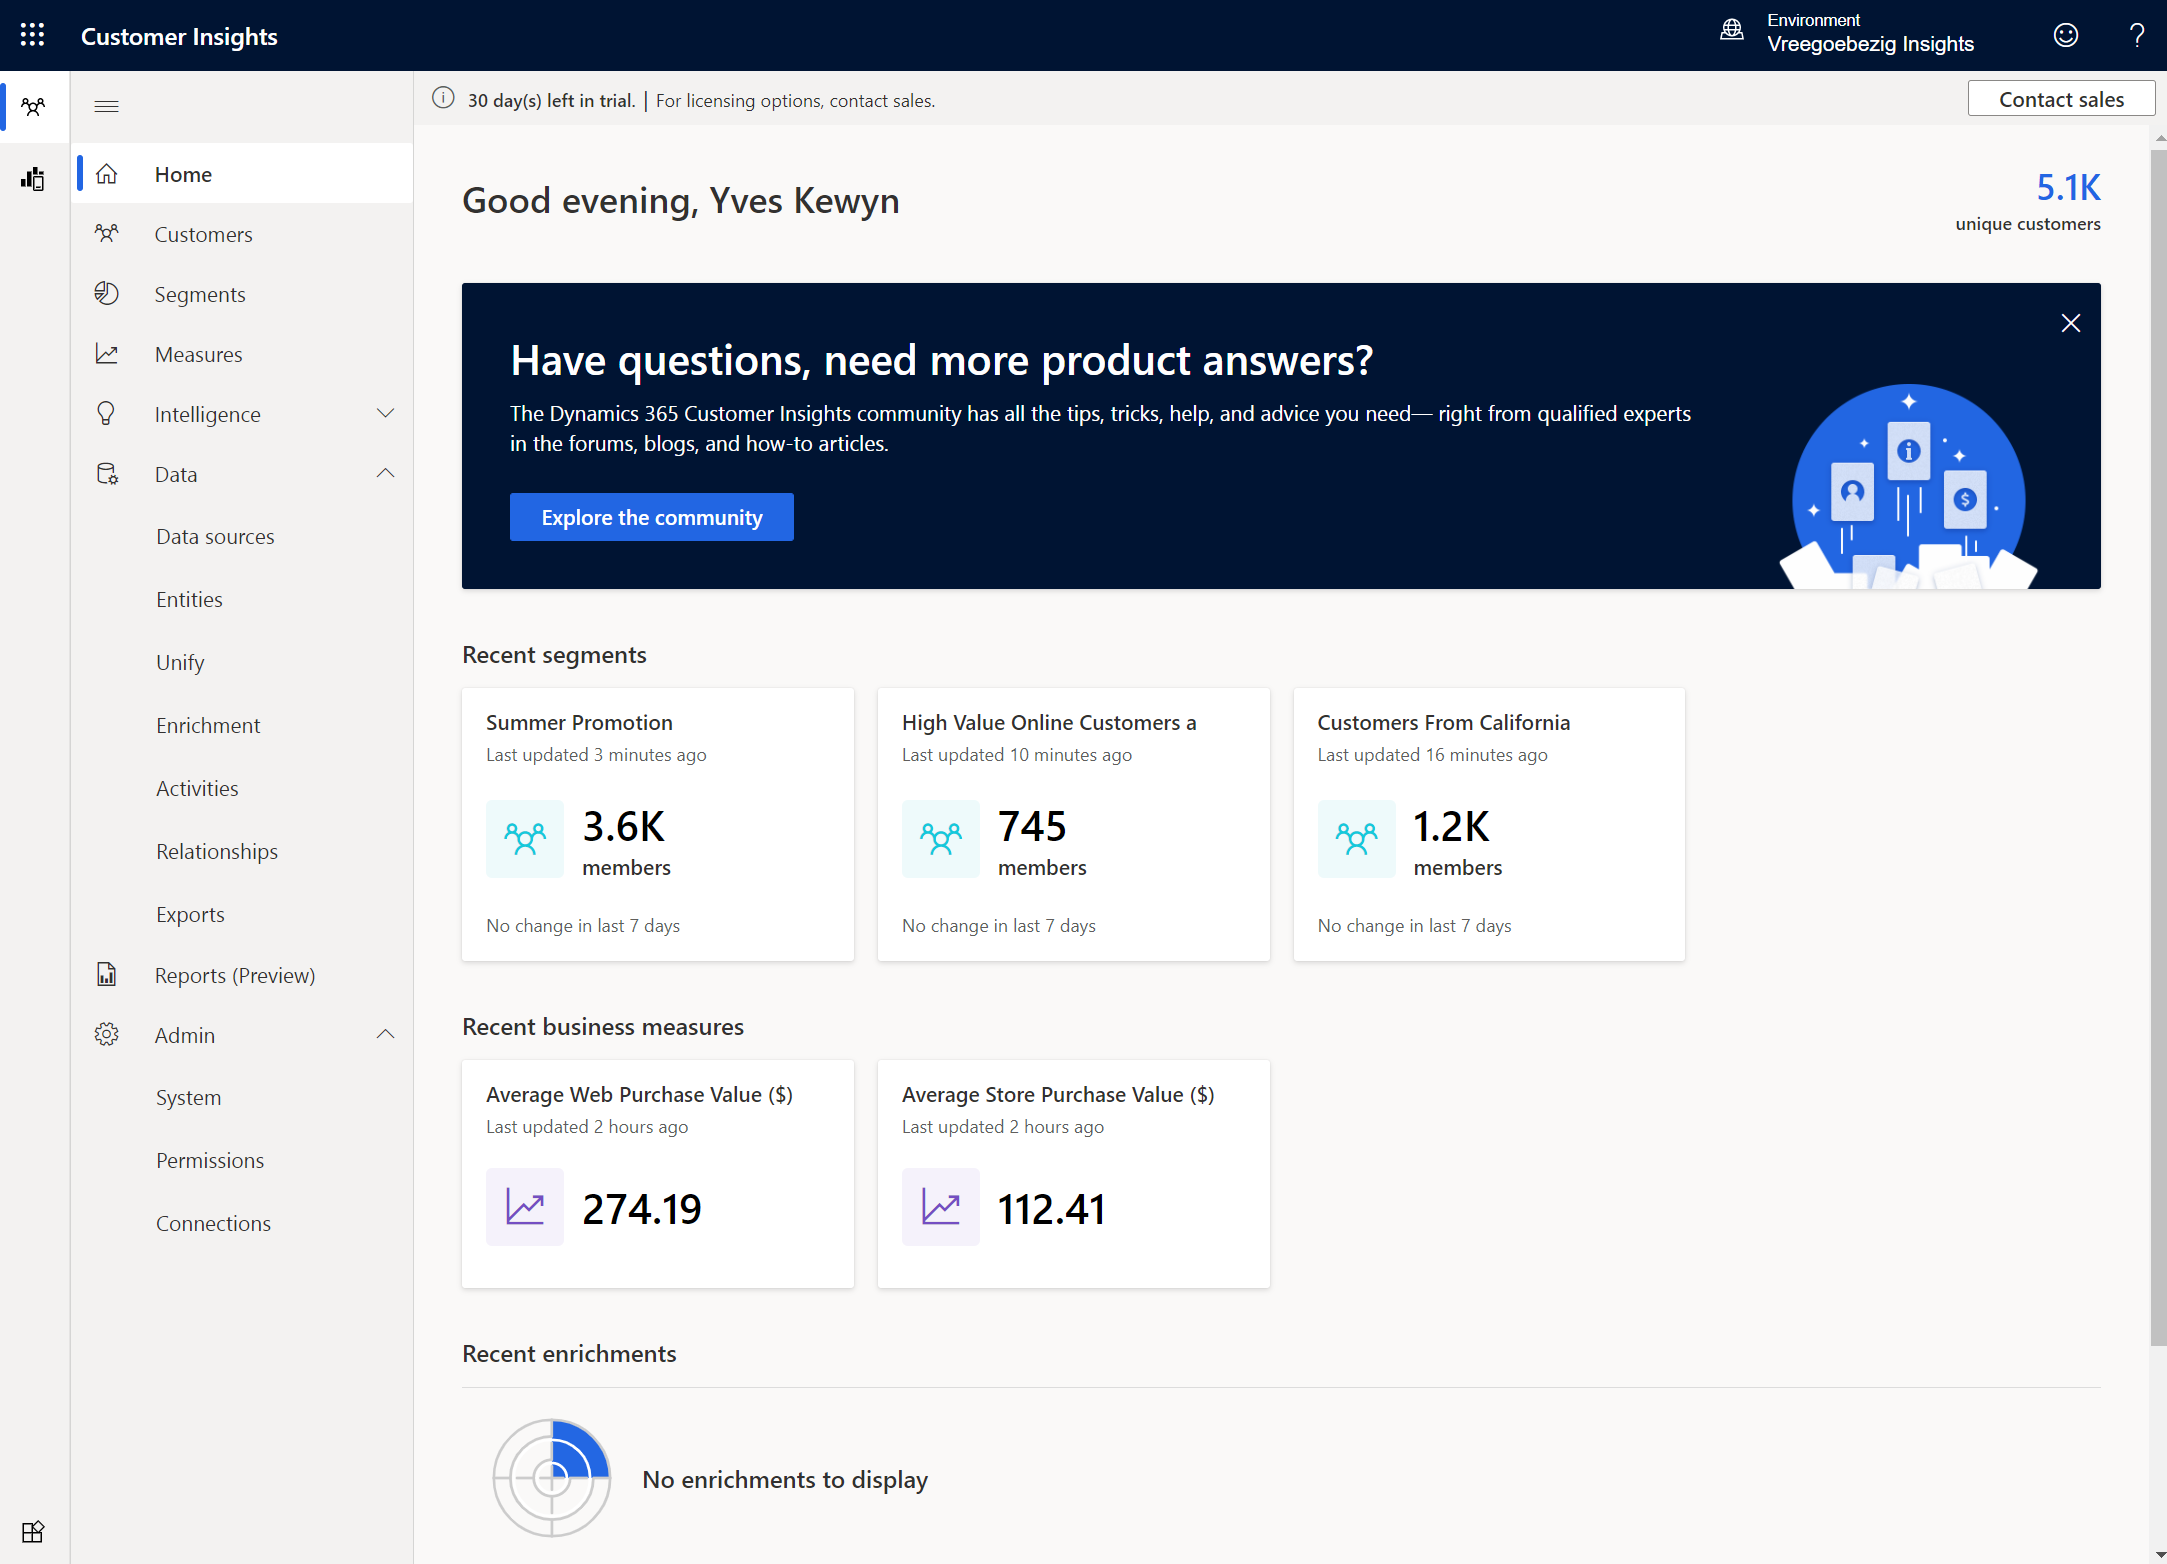 Customer Insights
Environment
Vreegoebezig Insights
?
30 day(s) left in trial. | For licensing options, contact sales.
Contact sales
Home
Customers
Segments
Measures
Intelligence
Data
Data sources
Entities
Unify
Enrichment
Activities
Relationships
Exports
Reports (Preview)
Admin
System
Permissions
Connections
Good evening, Yves Kewyn
5.1K
unique customers
Have questions, need more product answers?
The Dynamics 365 Customer Insights community has all the tips, tricks, help, and advice you need— right from qualified experts
in the forums, blogs, and how-to articles.
Explore the community
Recent segments
Summer Promotion
Last updated 3 minutes ago
3.6K
members
No change in last 7 days
High Value Online Customers a
Last updated 10 minutes ago
745
members
No change in last 7 days
Customers From California
Last updated 16 minutes ago
1.2K
members
No change in last 7 days
Recent business measures
Average Web Purchase Value ($)
Last updated 2 hours ago
274.19
Average Store Purchase Value ($)
Last updated 2 hours ago
112.41
Recent enrichments
No enrichments to display